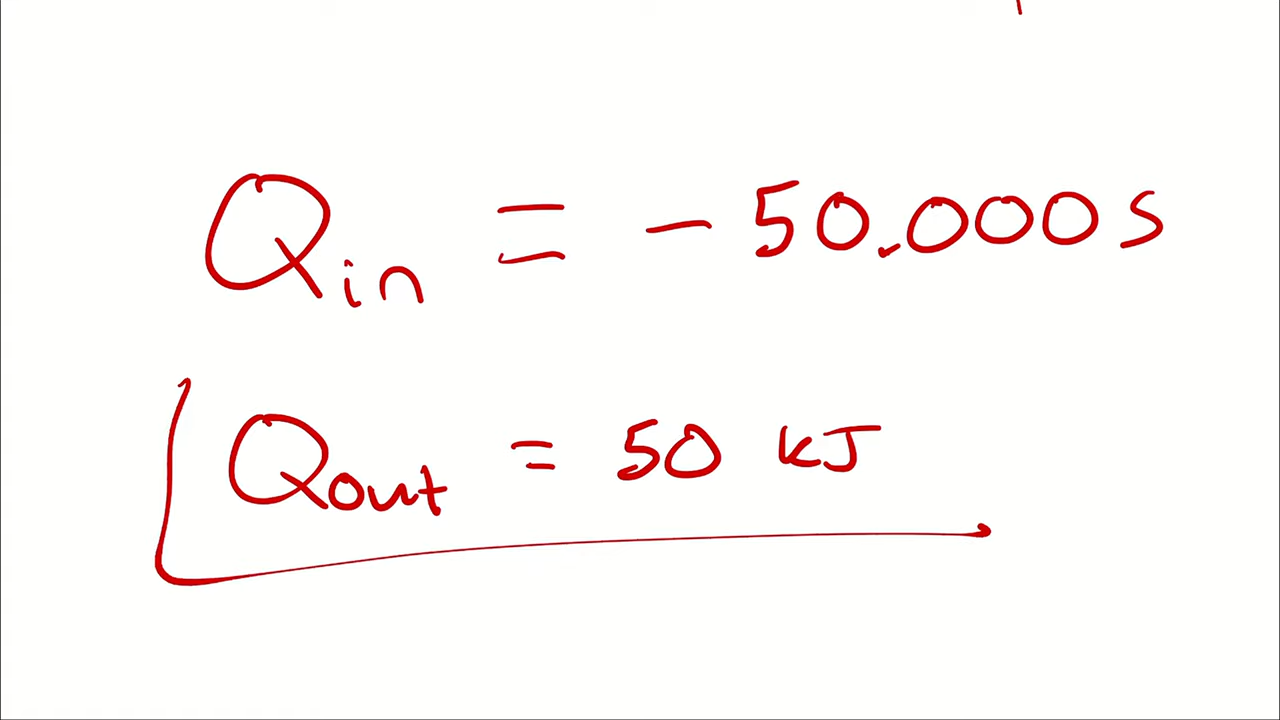 Qin = - 50.000 s
Qout = 50 kJ